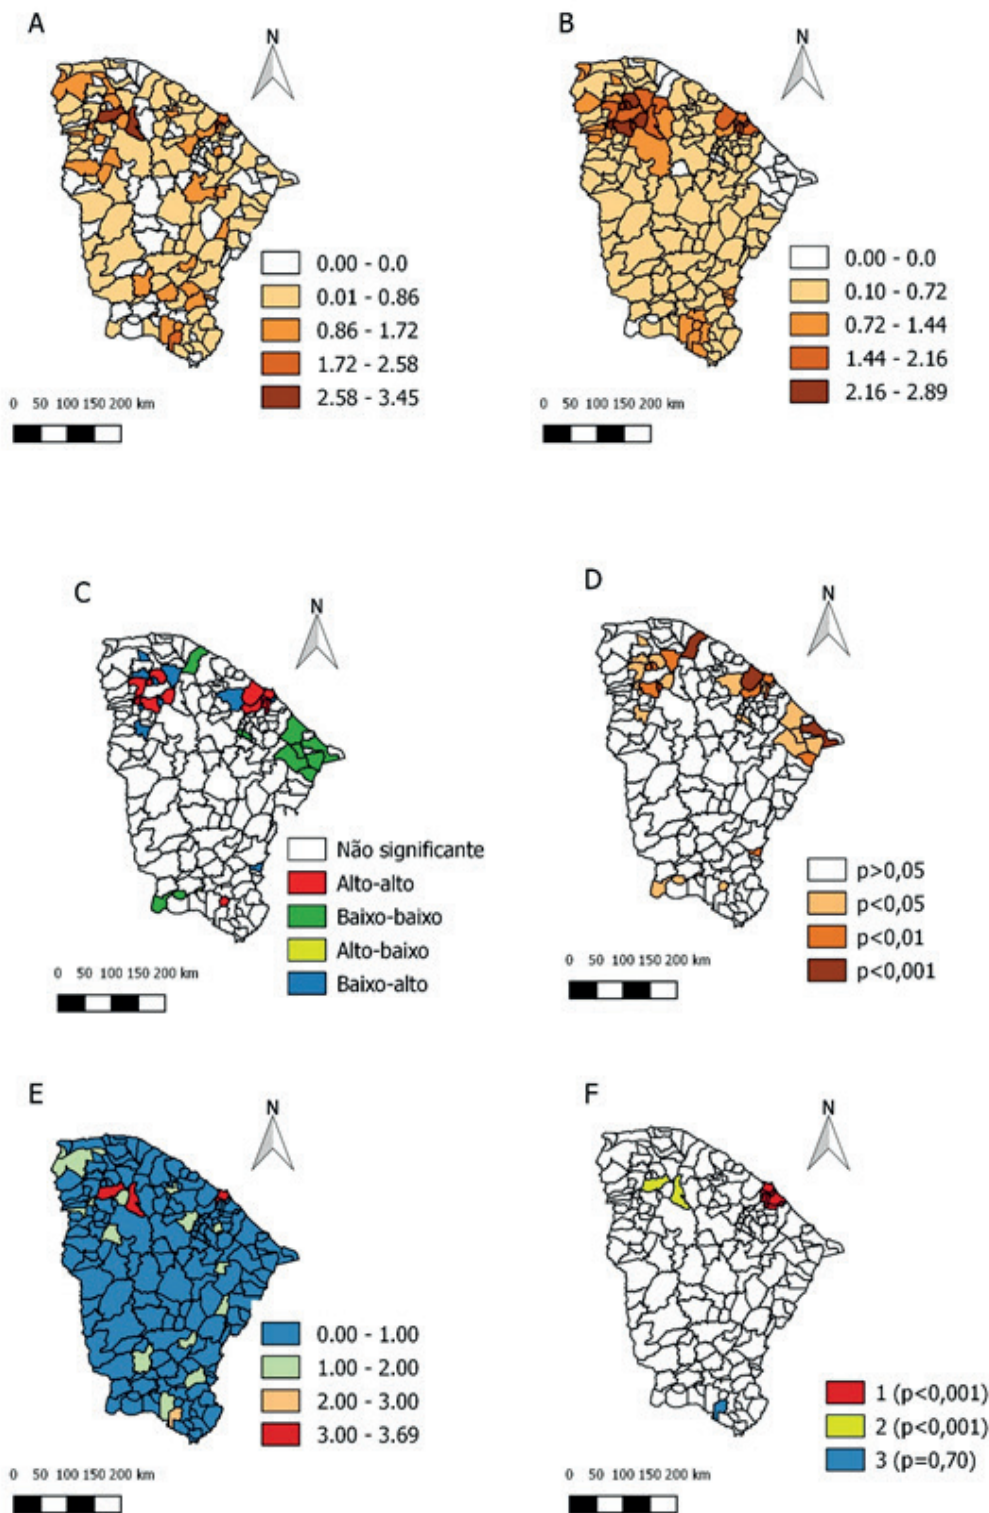 A
N
0.00 - 0.0
0.01 - 0.86
0.86 - 1.72
1.72 - 2.58
2.58 - 3.45
0 50 100 150 200 km
B
N
0.00 - 0.0
0.10 - 0.72
0.72 - 1.44
1.44 - 2.16
2.16 - 2.89
0 50 100 150 200 km
C
N
Não significante
Alto-alto
Baixo-baixo
Alto-baixo
Baixo-alto
0 50 100 150 200 km
D
N
p>0,05
p<0,05
p<0,01
p<0,001
0 50 100 150 200 km
E
N
0.00 - 1.00
1.00 - 2.00
2.00 - 3.00
3.00 - 3.69
0 50 100 150 200 km
F
N
1 (p<0,001)
2 (p<0,001)
3 (p=0,70)
0 50 100 150 200 km